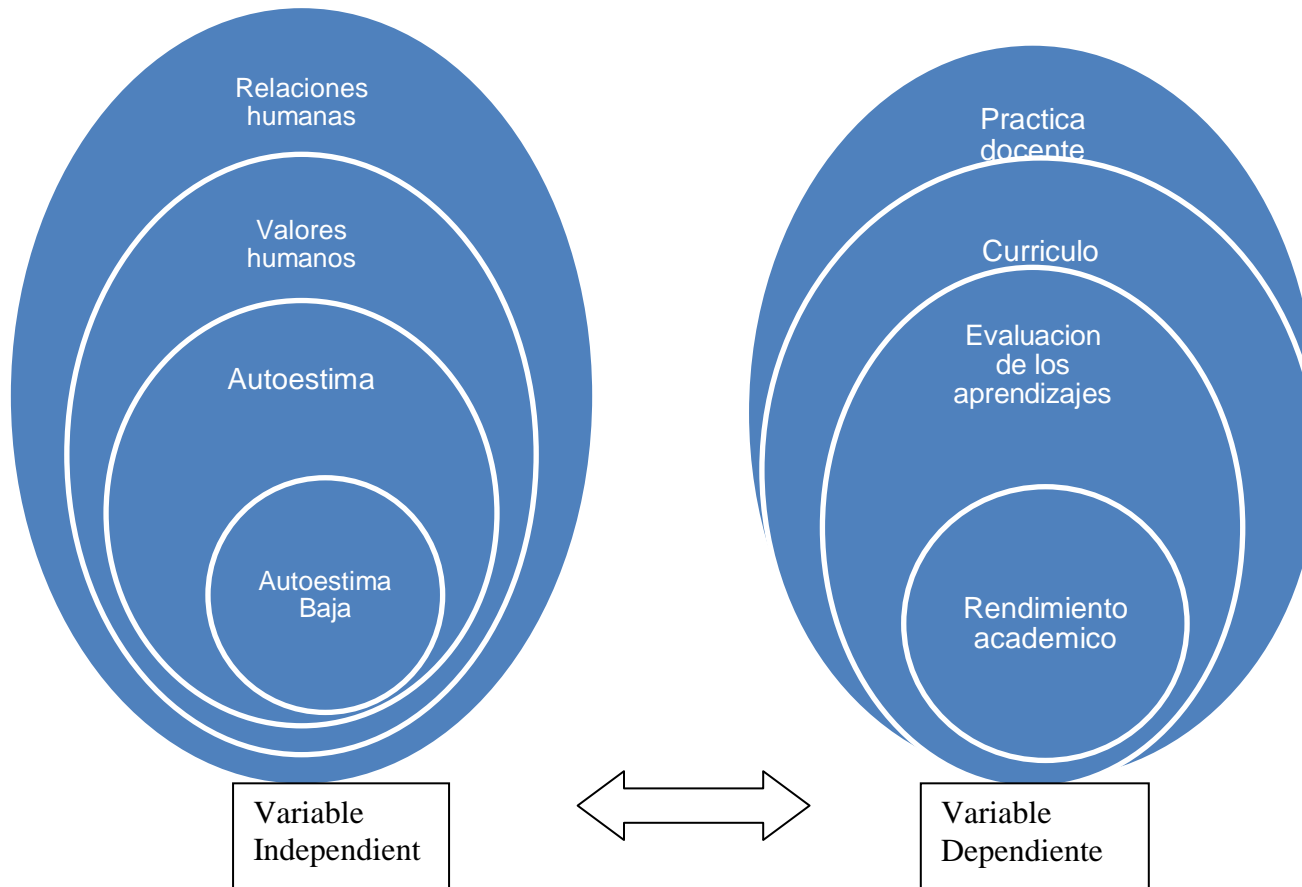 Relaciones
humanas
Valores
humanos
Autoestima
Autoestima
Baja
Practica
docente
Curriculo
Evaluacion
de los
aprendizajes
Rendimiento
academico
Variable
Independient
Variable
Dependiente